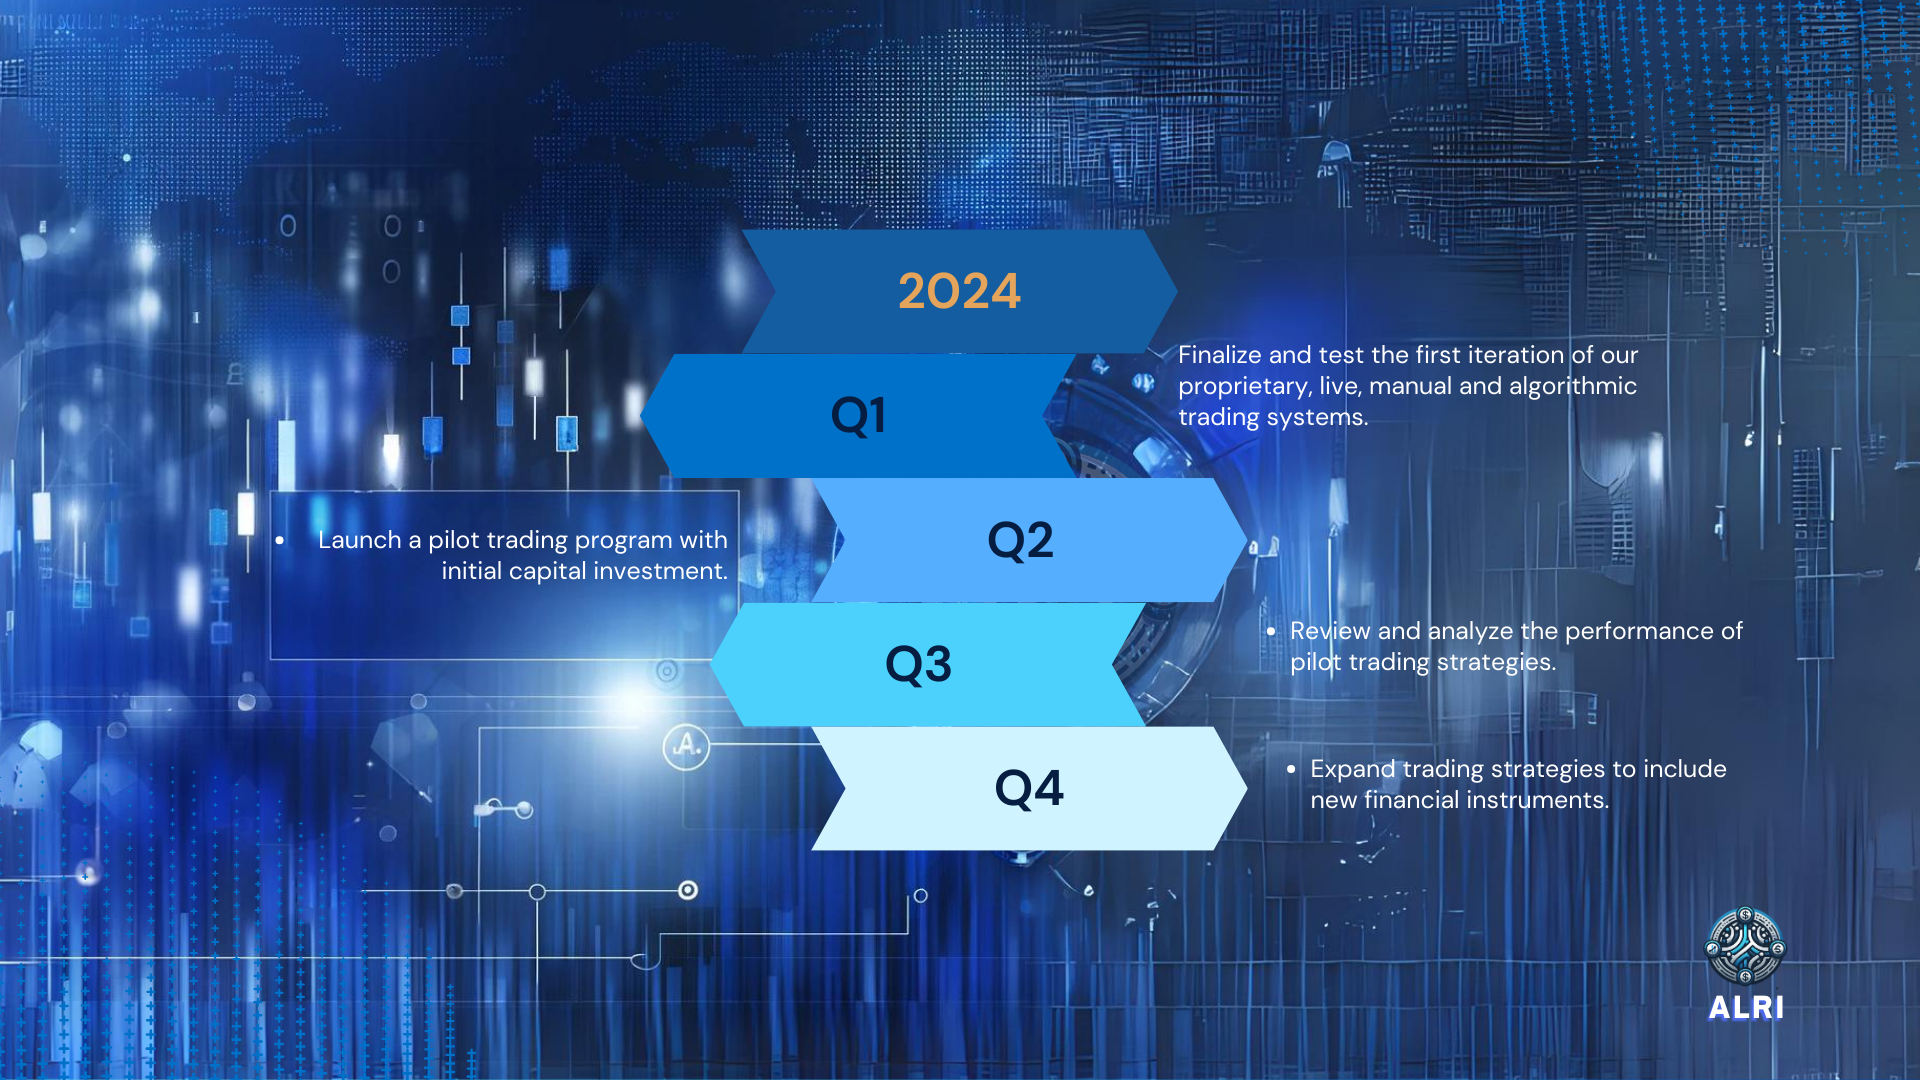 2024
Q1
Finalize and test the first iteration of our
proprietary, live, manual and algorithmic
trading systems.
Q2
• Launch a pilot trading program with
initial capital investment.
Q3
• Review and analyze the performance of
pilot trading strategies.
Q4
• Expand trading strategies to include
new financial instruments.
.A.
ALRI